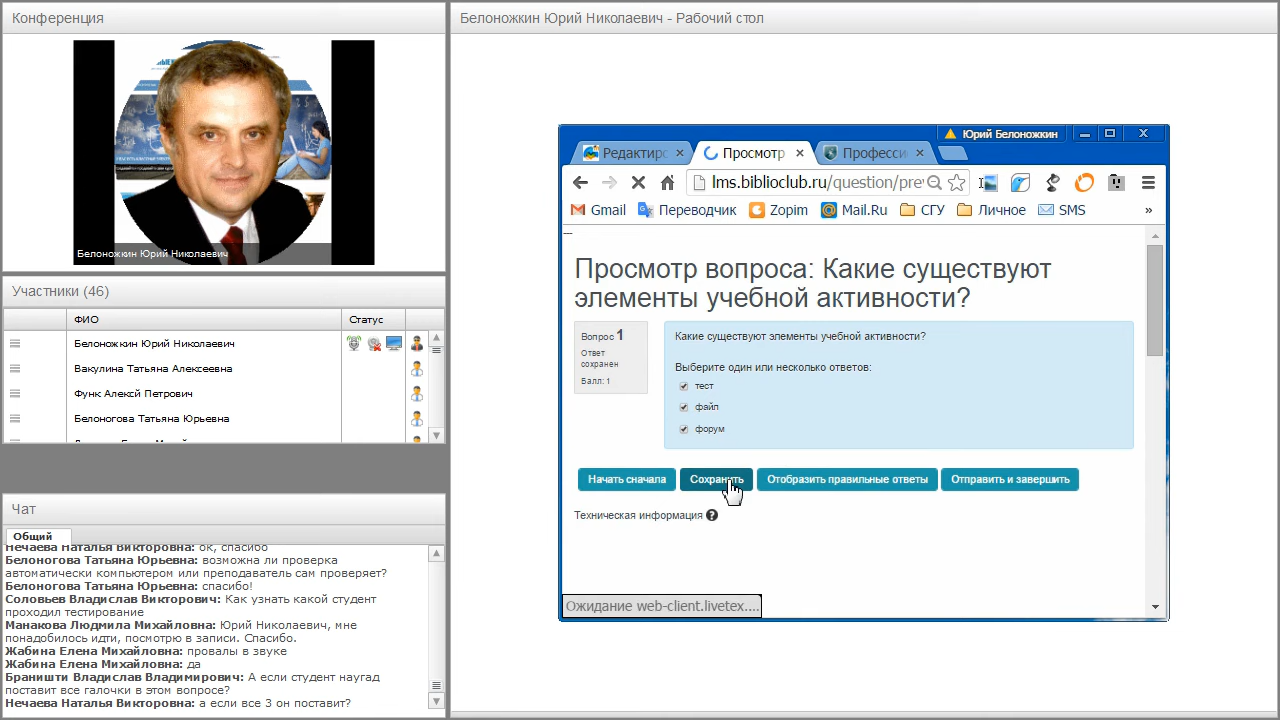 Конференция
Белоножкин Юрий Николаевич
Участники (46)
ФИО
Статус
Белоножкин Юрий Николаевич
Вакулина Татьяна Алексеевна
Функ Алексй Петрович
Белоногова Татьяна Юрьевна
Чат
Общий
Нечаева Наталья Викторовна: ок, спасибо
Белоногова Татьяна Юрьевна: возможна ли проверка
автоматически компьютером или преподаватель сам проверяет?
Белоногова Татьяна Юрьевна: спасибо!
Соловьев Владислав Викторович: Как узнать какой студент
проходил тестирование
Манакова Людмила Михайловна: Юрий Николаевич, мне
понадобилось идти, посмотрю в записи. Спасибо.
Жабина Елена Михайловна: провалы в звуке
Жабина Елена Михайловна: да
Браништи Владислав Владимирович: А если студент наугад
поставит все галочки в этом вопросе?
Нечаева Наталья Викторовна: а если все 3 он поставит?
Белоножкин Юрий Николаевич - Рабочий стол
Юрий Белоножкин
Редактиро
Просмотр
Професси
lms.biblioclub.ru/question/pre
Gmail
Переводчик
Zopim
Mail.Ru
СГУ
Личное
SMS
»
Просмотр вопроса: Какие существуют
элементы учебной активности?
Вопрос 1
Ответ
сохранен
Балл: 1
Какие существуют элементы учебной активности?
Выберите один или несколько ответов:
тест
файл
форум
Начать сначала
Сохранить
Отобразить правильные ответы
Отправить и завершить
Техническая информация
Ожидание web-client.livetex....